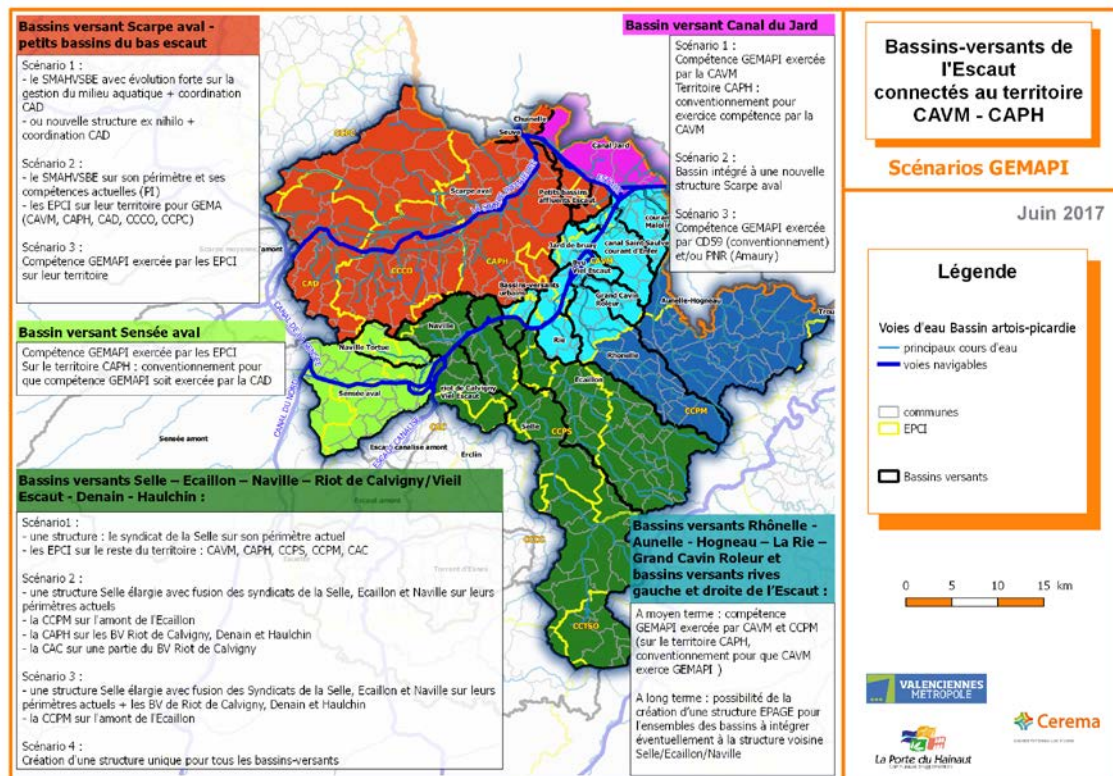 Bassins versant Scarpe aval -
petits bassins du bas escaut
Scénario 1 :
- le SMAHVSBE avec évolution forte sur la
gestion du milieu aquatique + coordination
CAD
- ou nouvelle structure ex nihilo +
coordination CAD
Scénario 2 :
- le SMAHVSBE sur son périmètre et ses
compétences actuelles (PI)
- les EPCI sur leur territoire pour GEMA
(CAVM, CAPH, CAD, CCCO, CCPC)
Scénario 3 :
Compétence GEMAPI exercée par les EPCI
sur leur territoire
Bassin versant Canal du Jard
Scénario 1 :
Compétence GEMAPI exercée
par la CAVM
Territoire CAPH :
conventionnement pour
exercice compétence par la
CAVM
Scénario 2 :
Bassin intégré à une nouvelle
structure Scarpe aval
Scénario 3 :
Compétence GEMAPI exercée
par CD59 (conventionnement)
et/ou PNR (Amaury)
Bassin versant Sensée aval
Compétence GEMAPI exercée par les EPCI
Sur le territoire CAPH : conventionnement pour
que compétence GEMAPI soit exercée par la CAD
Bassins versants Selle – Ecaillon – Naville – Riot de Calvigny/Vieil
Escaut - Denain - Haulchin :
Scénario1 :
- une structure : le syndicat de la Selle sur son périmètre actuel
- les EPCI sur le reste du territoire : CAVM, CAPH, CCPS, CCPM, CAC
Scénario 2 :
- une structure Selle élargie avec fusion des syndicats de la Selle, Ecaillon et Naville sur leurs
périmètres actuels
- la CCPM sur l'amont de l'Ecaillon
- la CAPH sur les BV Riot de Calvigny, Denain et Haulchin
- la CAC sur une partie du BV Riot de Calvigny
Scénario 3 :
- une structure Selle élargie avec fusion des Syndicats de la Selle, Ecaillon et Naville sur leurs
périmètres actuels + les BV de Riot de Calvigny, Denain et Haulchin
- la CCPM sur l'amont de l'Ecaillon
Scénario 4 :
Création d'une structure unique pour tous les bassins-versants
Bassins versants Rhônelle -
Aunelle - Hogneau – La Rie –
Grand Cavin Roleur et
bassins versants rives
gauche et droite de l'Escaut :
A moyen terme : compétence
GEMAPI exercée par CAVM et CCPM
(sur le territoire CAPH,
conventionnement pour que CAVM
exerce GEMAPI )
A long terme : possibilité de la
création d'une structure EPAGE pour
l'ensembles des bassins à intégrer
éventuellement à la structure voisine
Selle/Ecaillon/Naville
Chuinelle
Canal Jard
Scarpe aval
Petits bassins
affluents Escaut
canal Saint Sauve
courant d'Enfer
Jard de bruay
CAPH
CCCO
CAD
Viel Escaut
Bassins-versants
urbains
Grand Cavin
Roleur
Aunelle-Hogneau
Rie
Rhônelle
Naville
Naville Tortue
Sensée aval
riot de Calvigny
Viel Escaut
Ecaillon
Selle
CCPS
CCPM
CAC
CANAL DU NORD
Sensée amont
Erclin
CCTSO
Bassins-versants de
l'Escaut
connectés au territoire
CAVM - CAPH
Scénarios GEMAPI
Juin 2017
Légende
Voies d'eau Bassin artois-picardie
principaux cours d'eau
voies navigables
communes
EPCI
Bassins versants
0 5 10 15 km
VALENCIENNES
MÉTROPOLE
La Porte du Hainaut
Cerema